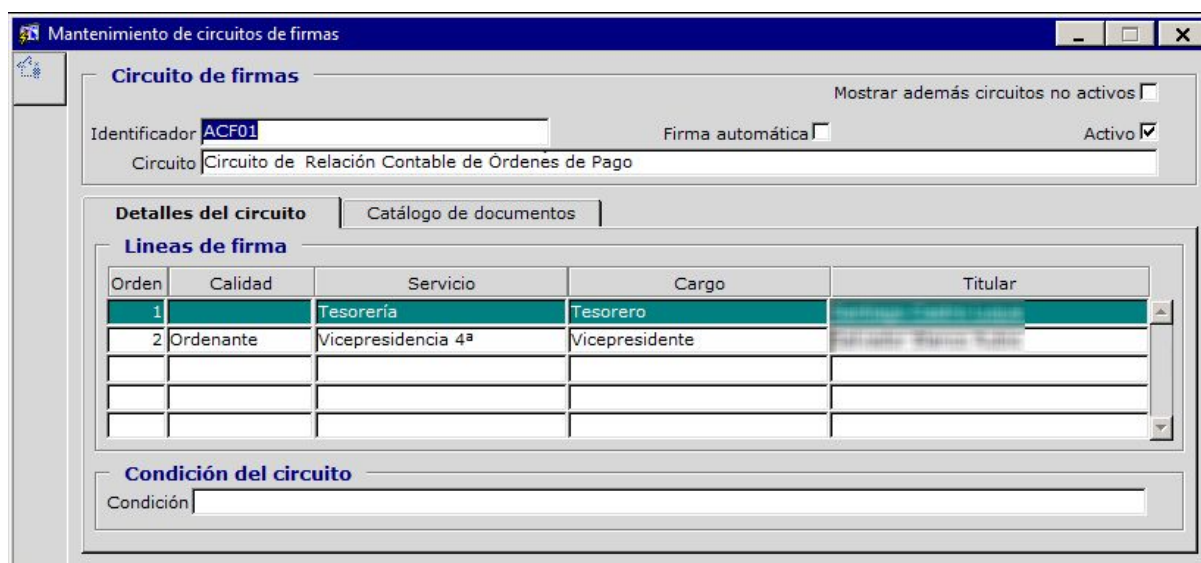 Mantenimiento de circuitos de firmas
Circuito de firmas
Mostrar además circuitos no activos
Identificador ACF01 Firma automática Activo
Circuito Circuito de Relación Contable de Órdenes de Pago
Detalles del circuito Catálogo de documentos
Lineas de firma
Orden Calidad Servicio Cargo Titular
1 Tesorería Tesorero
2 Ordenante Vicepresidencia 4ª Vicepresidente
Condición del circuito
Condición